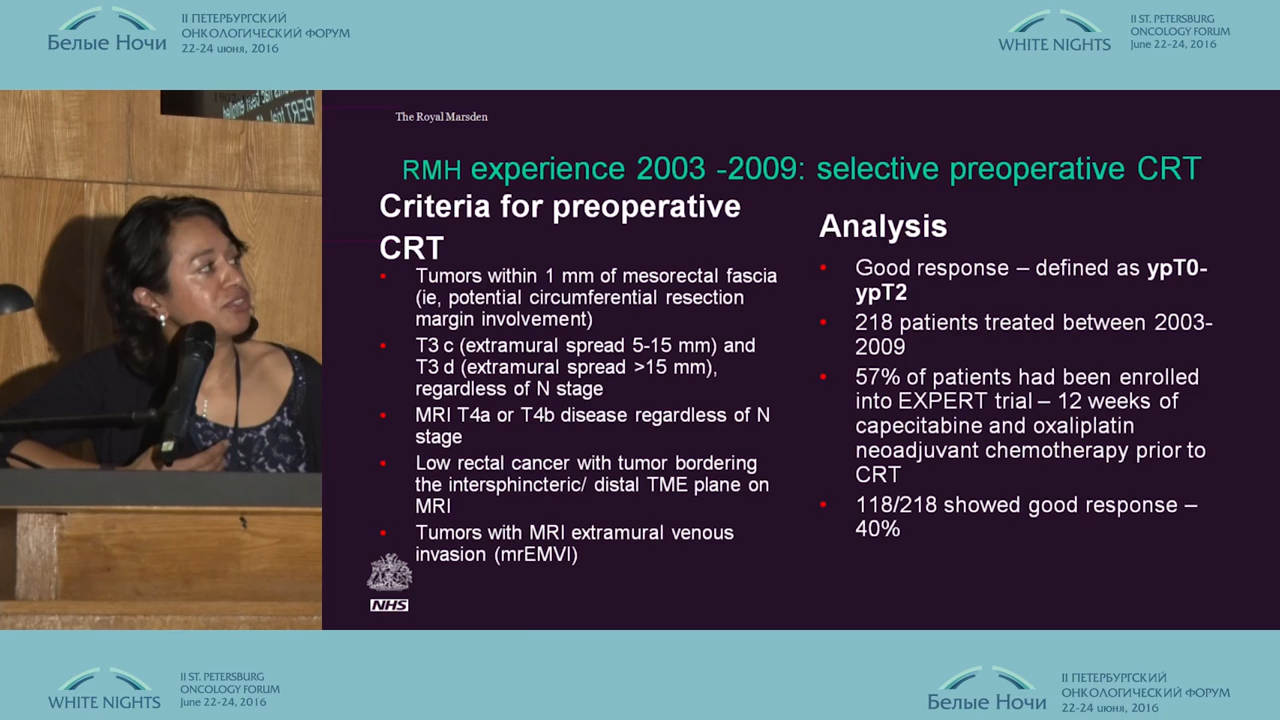 Белые Ночи
II ПЕТЕРБУРГСКИЙ
ОНКОЛОГИЧЕСКИЙ ФОРУМ
22-24 июня, 2016
WHITE NIGHTS
II ST. PETERSBURG
ONCOLOGY FORUM
June 22-24, 2016
The Royal Marsden
RMH experience 2003 -2009: selective preoperative CRT
Criteria for preoperative
CRT
• Tumors within 1 mm of mesorectal fascia
(ie, potential circumferential resection
margin involvement)
• T3 c (extramural spread 5-15 mm) and
T3 d (extramural spread >15 mm),
regardless of N stage
• MRI T4a or T4b disease regardless of N
stage
• Low rectal cancer with tumor bordering
the intersphincteric/ distal TME plane on
MRI
• Tumors with MRI extramural venous
invasion (mrEMVI)
NHS
Analysis
• Good response – defined as ypT0-
ypT2
• 218 patients treated between 2003-
2009
• 57% of patients had been enrolled
into EXPERT trial – 12 weeks of
capecitabine and oxaliplatin
neoadjuvant chemotherapy prior to
CRT
• 118/218 showed good response –
40%
WHITE NIGHTS
II ST. PETERSBURG
ONCOLOGY FORUM
June 22-24, 2016
Белые Ночи
II ПЕТЕРБУРГСКИЙ
ОНКОЛОГИЧЕСКИЙ ФОРУМ
22-24 июня, 2016